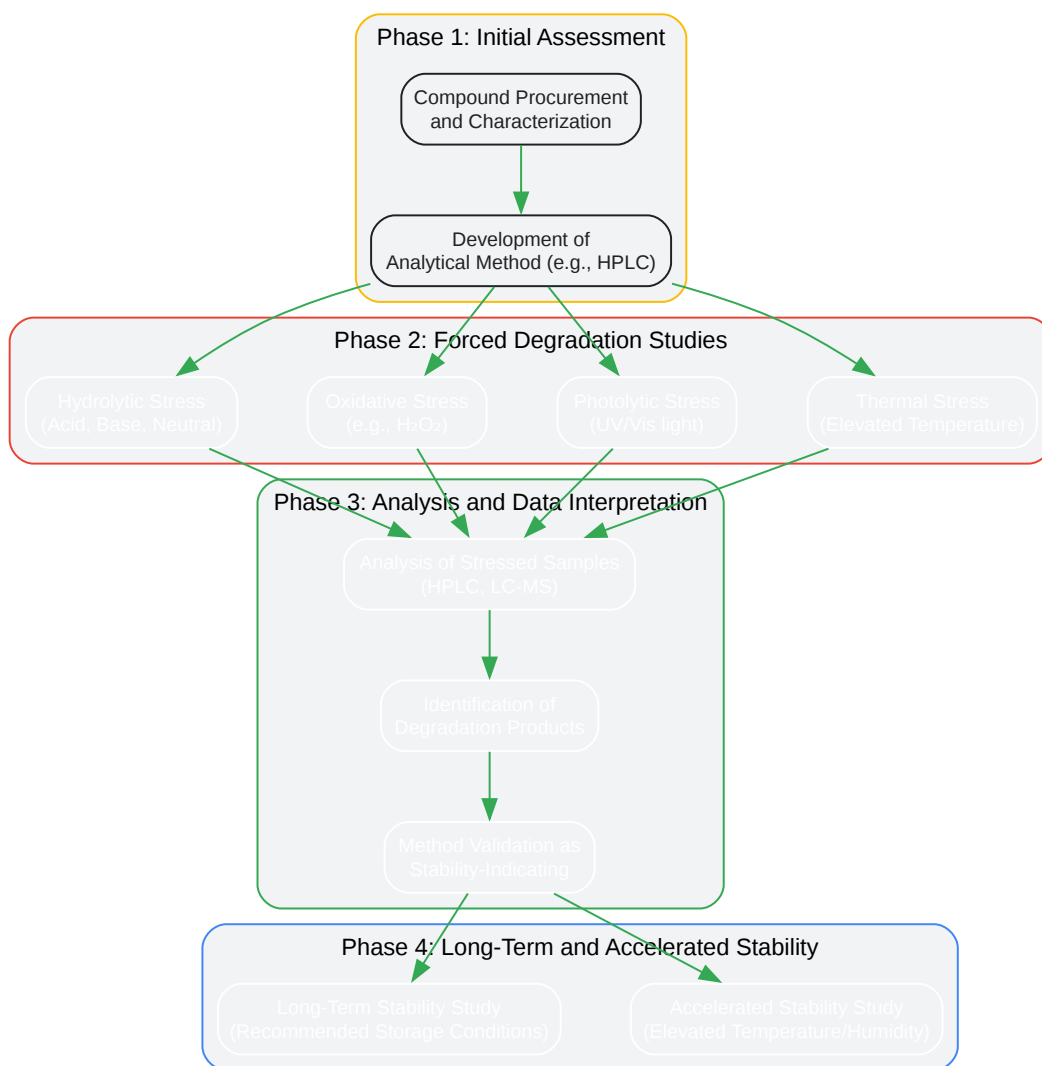 Phase 1: Initial Assessment
Compound Procurement
and Characterization
Development of
Analytical Method (e.g., HPLC)
Phase 2: Forced Degradation Studies
Hydrolytic Stress
(Acid, Base, Neutral)
Oxidative Stress
(e.g., H₂O₂)
Photolytic Stress
(UV/Vis light)
Thermal Stress
(Elevated Temperature)
Phase 3: Analysis and Data Interpretation
Analysis of Stressed Samples
(HPLC, LC-MS)
Identification of
Degradation Products
Method Validation as
Stability-Indicating
Phase 4: Long-Term and Accelerated Stability
Long-Term Stability Study
(Recommended Storage Conditions)
Accelerated Stability Study
(Elevated Temperature/Humidity)